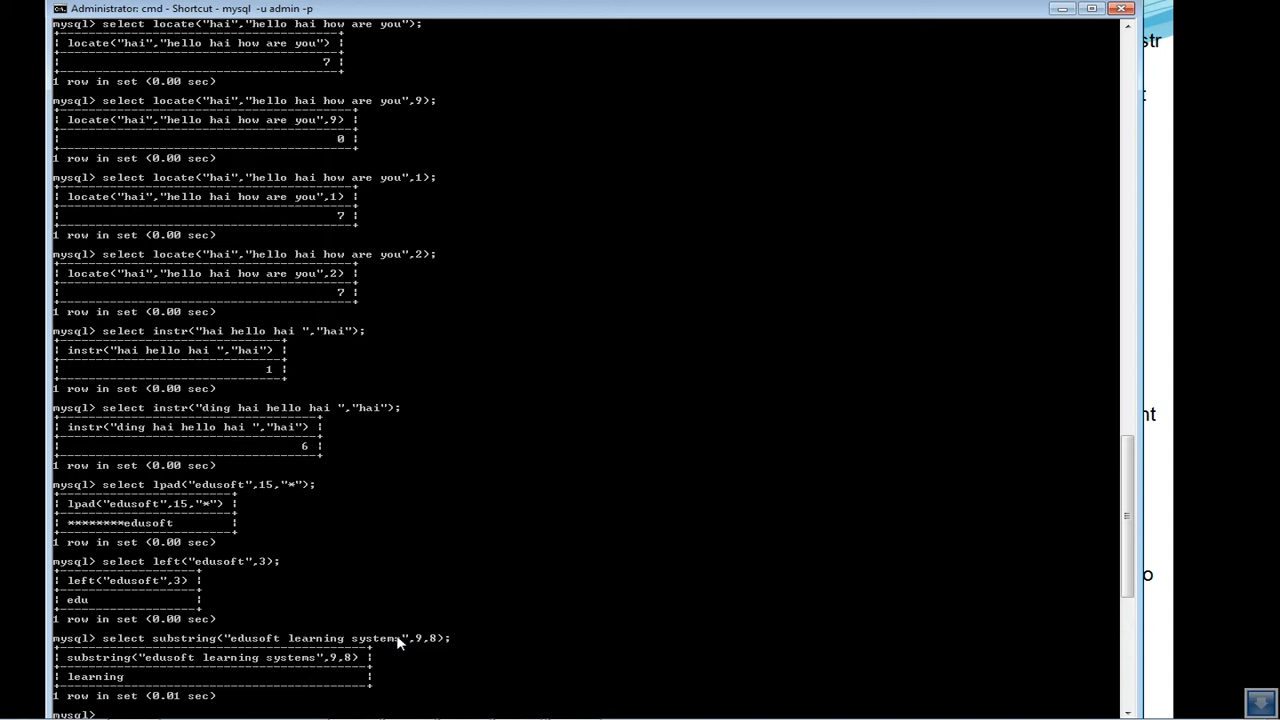 Administrator: cmd - Shortcut - mysql -u admin -p
mysql> select locate("hai","hello hai how are you");
locate("hai","hello hai how are you")
7
1 row in set (0.00 sec)
mysql> select locate("hai","hello hai how are you",9);
locate("hai","hello hai how are you",9)
0
1 row in set (0.00 sec)
mysql> select locate("hai","hello hai how are you",1);
locate("hai","hello hai how are you",1)
7
1 row in set (0.00 sec)
mysql> select locate("hai","hello hai how are you",2);
locate("hai","hello hai how are you",2)
7
1 row in set (0.00 sec)
mysql> select instr("hai hello hai ","hai");
instr("hai hello hai ","hai")
1
1 row in set (0.00 sec)
mysql> select instr("ding hai hello hai ","hai");
instr("ding hai hello hai ","hai")
6
1 row in set (0.00 sec)
mysql> select lpad("edusoft",15,"*");
lpad("edusoft",15,"*")
********edusoft
1 row in set (0.00 sec)
mysql> select left("edusoft",3);
left("edusoft",3)
edu
1 row in set (0.00 sec)
mysql> select substring("edusoft learning systems",9,8);
substring("edusoft learning systems",9,8)
learning
1 row in set (0.01 sec)
mysql>